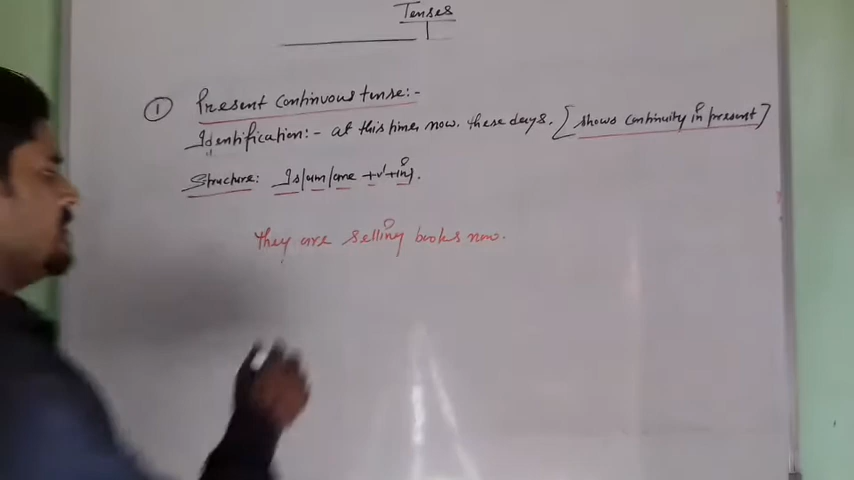 Tenses
① Present continuous tense:-
Identification:- at this time, now, these days. [shows continuity in present]
Structure: Is/am/are + v' + ing.
they are selling books now.